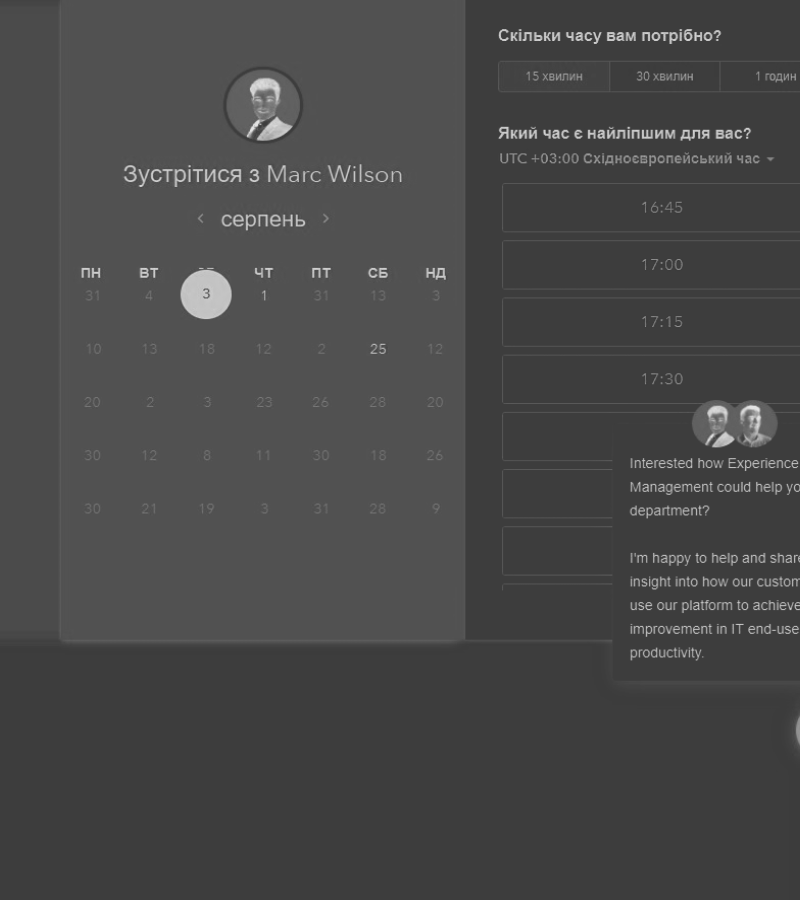 Зустрітися з Marc Wilson
серпень
ПН ВТ ЧТ ПТ СБ НД
31 4 3 1 31 13 3
10 13 18 12 2 25 12
20 2 3 23 26 28 20
30 12 8 11 30 18 26
30 21 19 3 31 28 9
Скільки часу вам потрібно?
15 хвилин 30 хвилин 1 годин
Який час є найліпшим для вас?
UTC +03:00 Східноєвропейський час
16:45
17:00
17:15
17:30
Interested how Experience
Management could help yo
department?
I'm happy to help and share
insight into how our custom
use our platform to achieve
improvement in IT end-use
productivity.